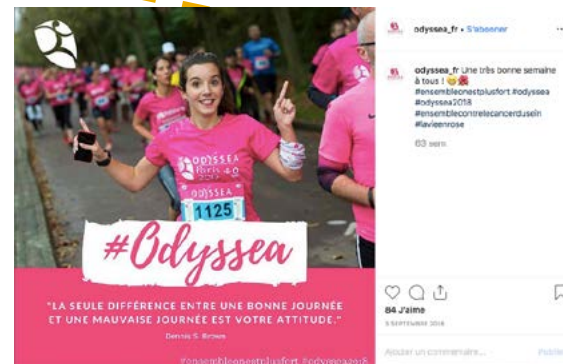 ODYSSEA
Paris
ODYSSEA
1125
#Odyssea
"LA SEULE DIFFÉRENCE ENTRE UNE BONNE JOURNÉE
ET UNE MAUVAISE JOURNÉE EST VOTRE ATTITUDE."
Dennis S. Brown
#ensembleonestplusfort #odyssea2018
odyssea_fr • S'abonner
odyssea_fr Une très bonne semaine
à tous !
#ensembleonestplusfort #odyssea
#odyssea2018
#ensemblecontrelecancerdusein
#lavieenrose
63 sem
84 J'aime
3 SEPTEMBRE 2018
Ajouter un commentaire...
Publier